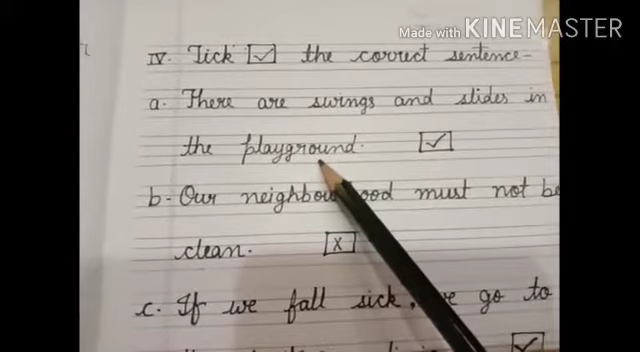 Made with KINEMASTER
IV. Tick ☑ the correct sentence-
a. There are swings and slides in
the playground. ☑
b- Our neighbourhood must not be
clean. ☒
c. If we fall sick, we go to